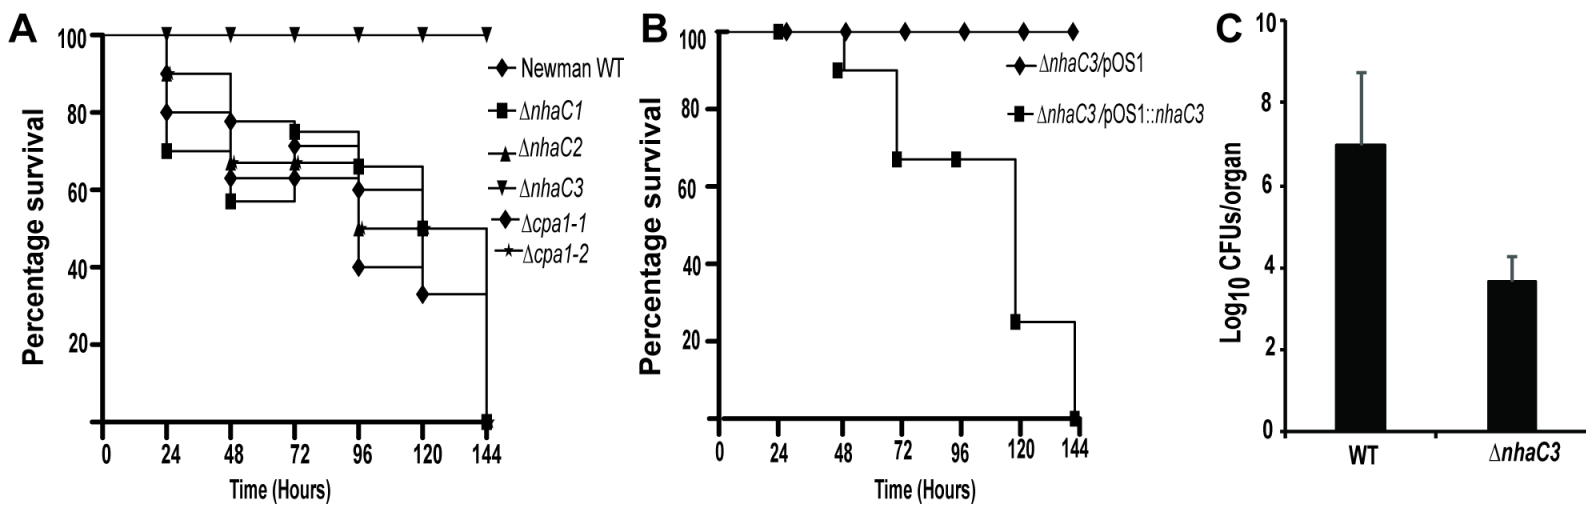 A
Percentage survival
100
80
60
40
20
0
24
48
72
96
120
144
Time (Hours)
Newman WT
ΔnhaC1
ΔnhaC2
ΔnhaC3
Δcpa1-1
Δcpa1-2
B
Percentage survival
100
80
60
40
20
0
24
48
72
96
120
144
Time (Hours)
ΔnhaC3/pOS1
ΔnhaC3/pOS1::nhaC3
C
Log10 CFUs/organ
10
8
6
4
2
0
WT
ΔnhaC3